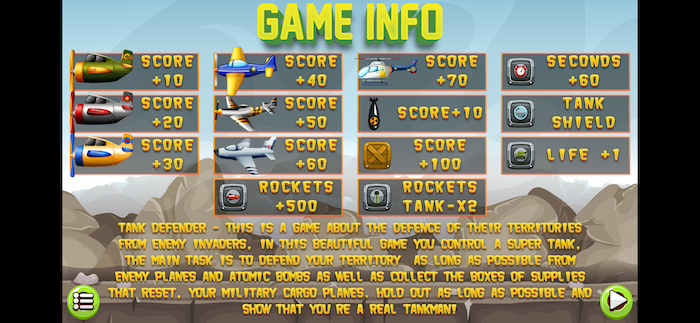 GAME INFO
SCORE
+10
SCORE
+40
SCORE
+70
SECONDS
+60
SCORE
+20
SCORE
+50
SCORE+10
TANK
SHIELD
SCORE
+30
SCORE
+60
SCORE
+100
LIFE +1
ROCKETS
+500
ROCKETS
TANK-X2
TANK DEFENDER - THIS IS A GAME ABOUT THE DEFENCE OF THEIR TERRITORIES
FROM ENEMY INVADERS, IN THIS BEAUTIFUL GAME YOU CONTROL A SUPER TANK,
THE MAIN TASK IS TO DEFEND YOUR TERRITORY AS LONG AS POSSIBLE FROM
ENEMY PLANES AND ATOMIC BOMBS AS WELL AS COLLECT THE BOXES OF SUPPLIES
THAT RESET, YOUR MILITARY CARGO PLANES, HOLD OUT AS LONG AS POSSIBLE AND
SHOW THAT YOU'RE A REAL TANKMAN!